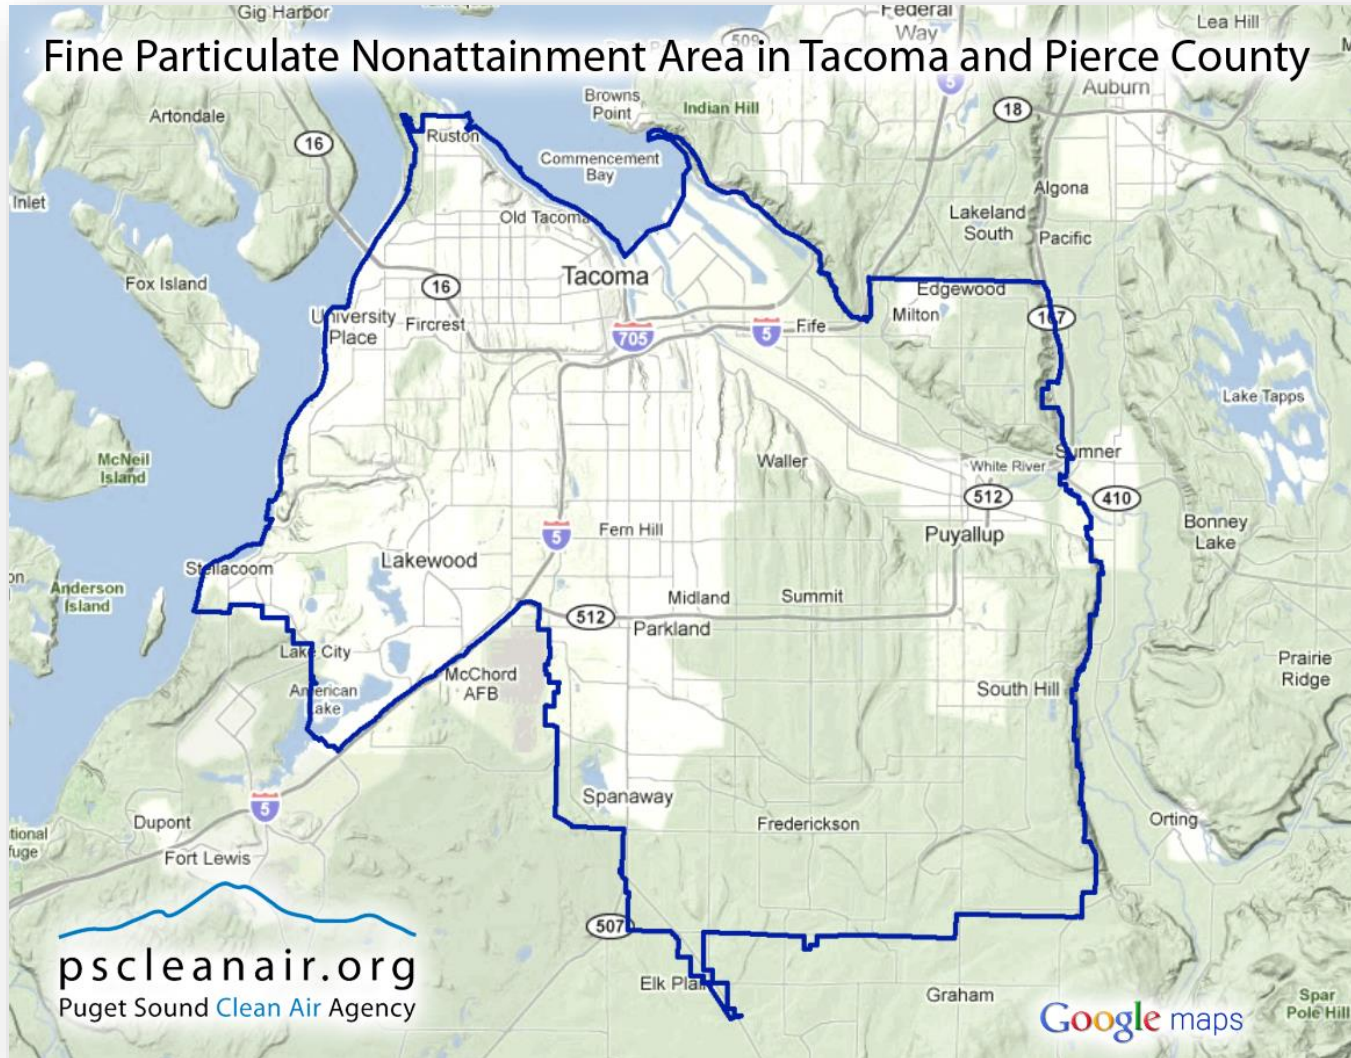 Gig Harbor
Federal
Way
Lea Hill
509
Fine Particulate Nonattainment Area in Tacoma and Pierce County
5
Auburn
Browns
Point
Indian Hill
18
Artondale
Ruston
16
Commencement
Bay
Algona
Inlet
Old Tacoma
Lakeland
South
Pacific
Fox Island
Tacoma
16
Edgewood
University
Place
Fircrest
705
5
Fife
Milton
167
Lake Tapps
McNeil
Island
Waller
Sumner
White River
512
410
5
Fern Hill
Puyallup
Bonney
Lake
Lakewood
Steilacoom
Anderson
Island
Midland
Summit
512
Parkland
Lake City
McChord
AFB
American
Lake
South Hill
Prairie
Ridge
Spanaway
5
Dupont
Frederickson
Orting
Fort Lewis
507
pscleanair.org
Puget Sound Clean Air Agency
Elk Plain
Graham
Google maps
Spar
Pole Hill